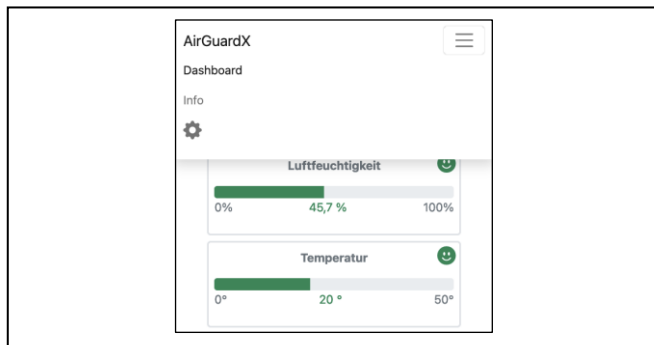 AirGuardX
Dashboard
Info
Luftfeuchtigkeit
0% 45,7 % 100%
Temperatur
0° 20 ° 50°